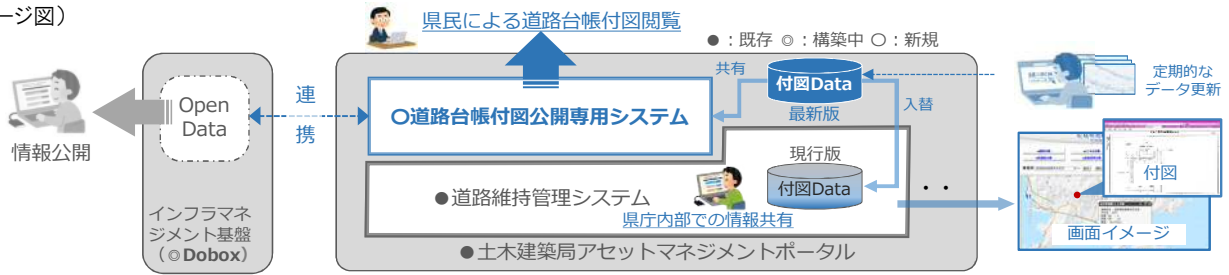 ージ図）
県民による道路台帳付図閲覧
●：既存 ◎：構築中 〇：新規
情報公開
Open
Data
連
携
〇道路台帳付図公開専用システム
共有
付図Data
最新版
入替
定期的な
データ更新
●道路維持管理システム
現行版
付図Data
県庁内部での情報共有
・・
付図
画面イメージ
インフラマネ
ジメント基盤
（◎Dobox）
●土木建築局アセットマネジメントポータル